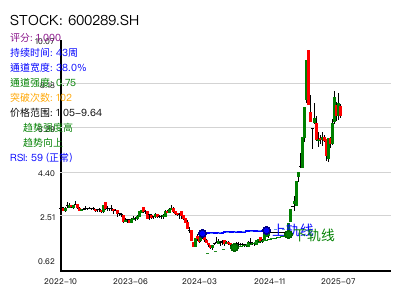 STOCK: 600289.SH
评分: 1.090
持续时间: 43周
通道宽度: 38.0%
通道强度: 0.75
突破次数: 102
价格范围: 1.05–9.64
趋势强度高
趋势向上
RSI: 59 (正常)
4.40
2.51
0.62
上轨线
下轨线
2022–10
2023–06
2024–03
2024–11
2025–07